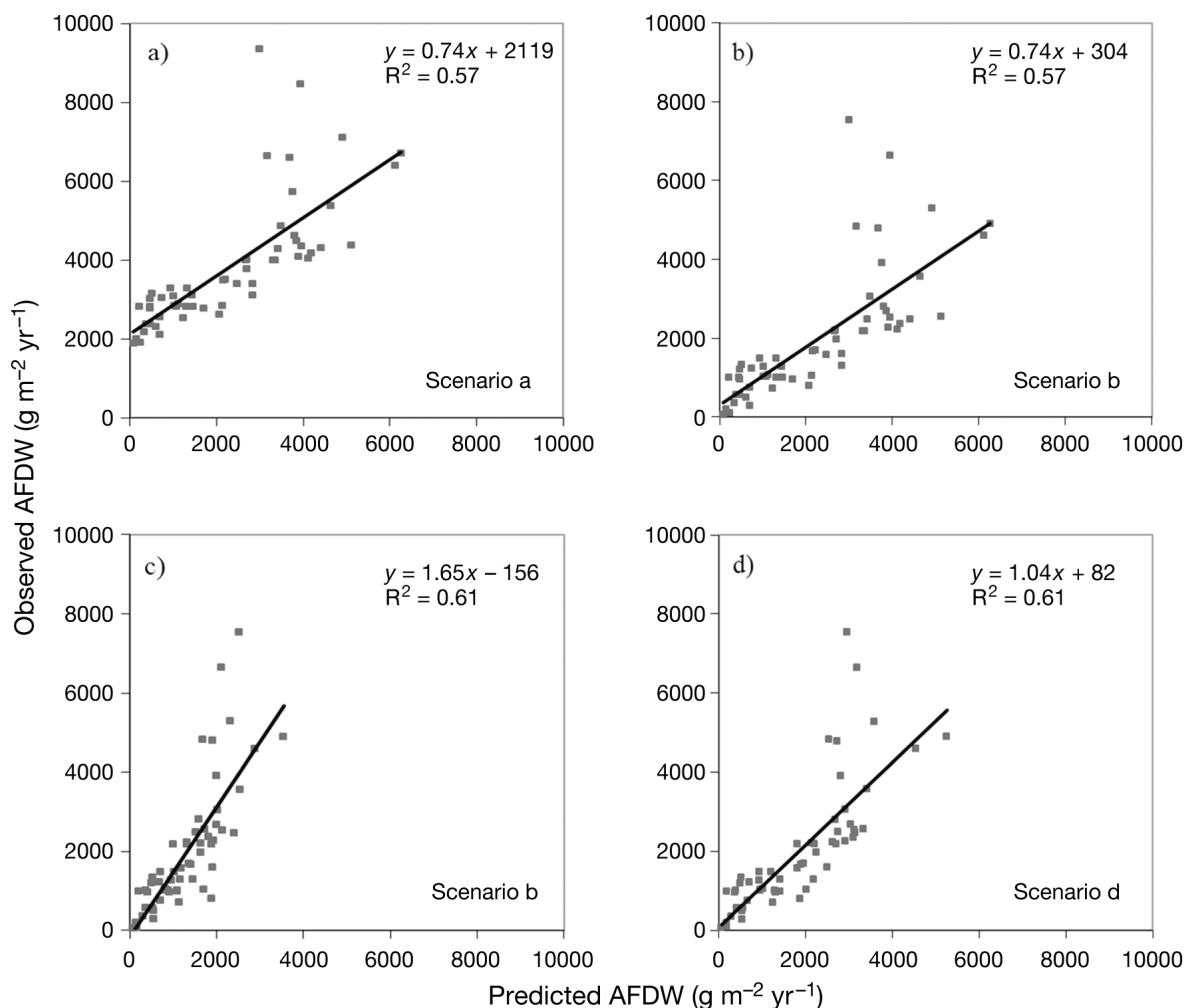 a)
y = 0.74x + 2119
R² = 0.57
Scenario a
10000
8000
6000
4000
2000
0
0 2000 4000 6000 8000 10000
b)
y = 0.74x + 304
R² = 0.57
Scenario b
10000
8000
6000
4000
2000
0
0 2000 4000 6000 8000 10000
Observed AFDW (g m⁻² yr⁻¹)
c)
y = 1.65x – 156
R² = 0.61
Scenario b
10000
8000
6000
4000
2000
0
0 2000 4000 6000 8000 10000
d)
y = 1.04x + 82
R² = 0.61
Scenario d
10000
8000
6000
4000
2000
0
0 2000 4000 6000 8000 10000
Predicted AFDW (g m⁻² yr⁻¹)